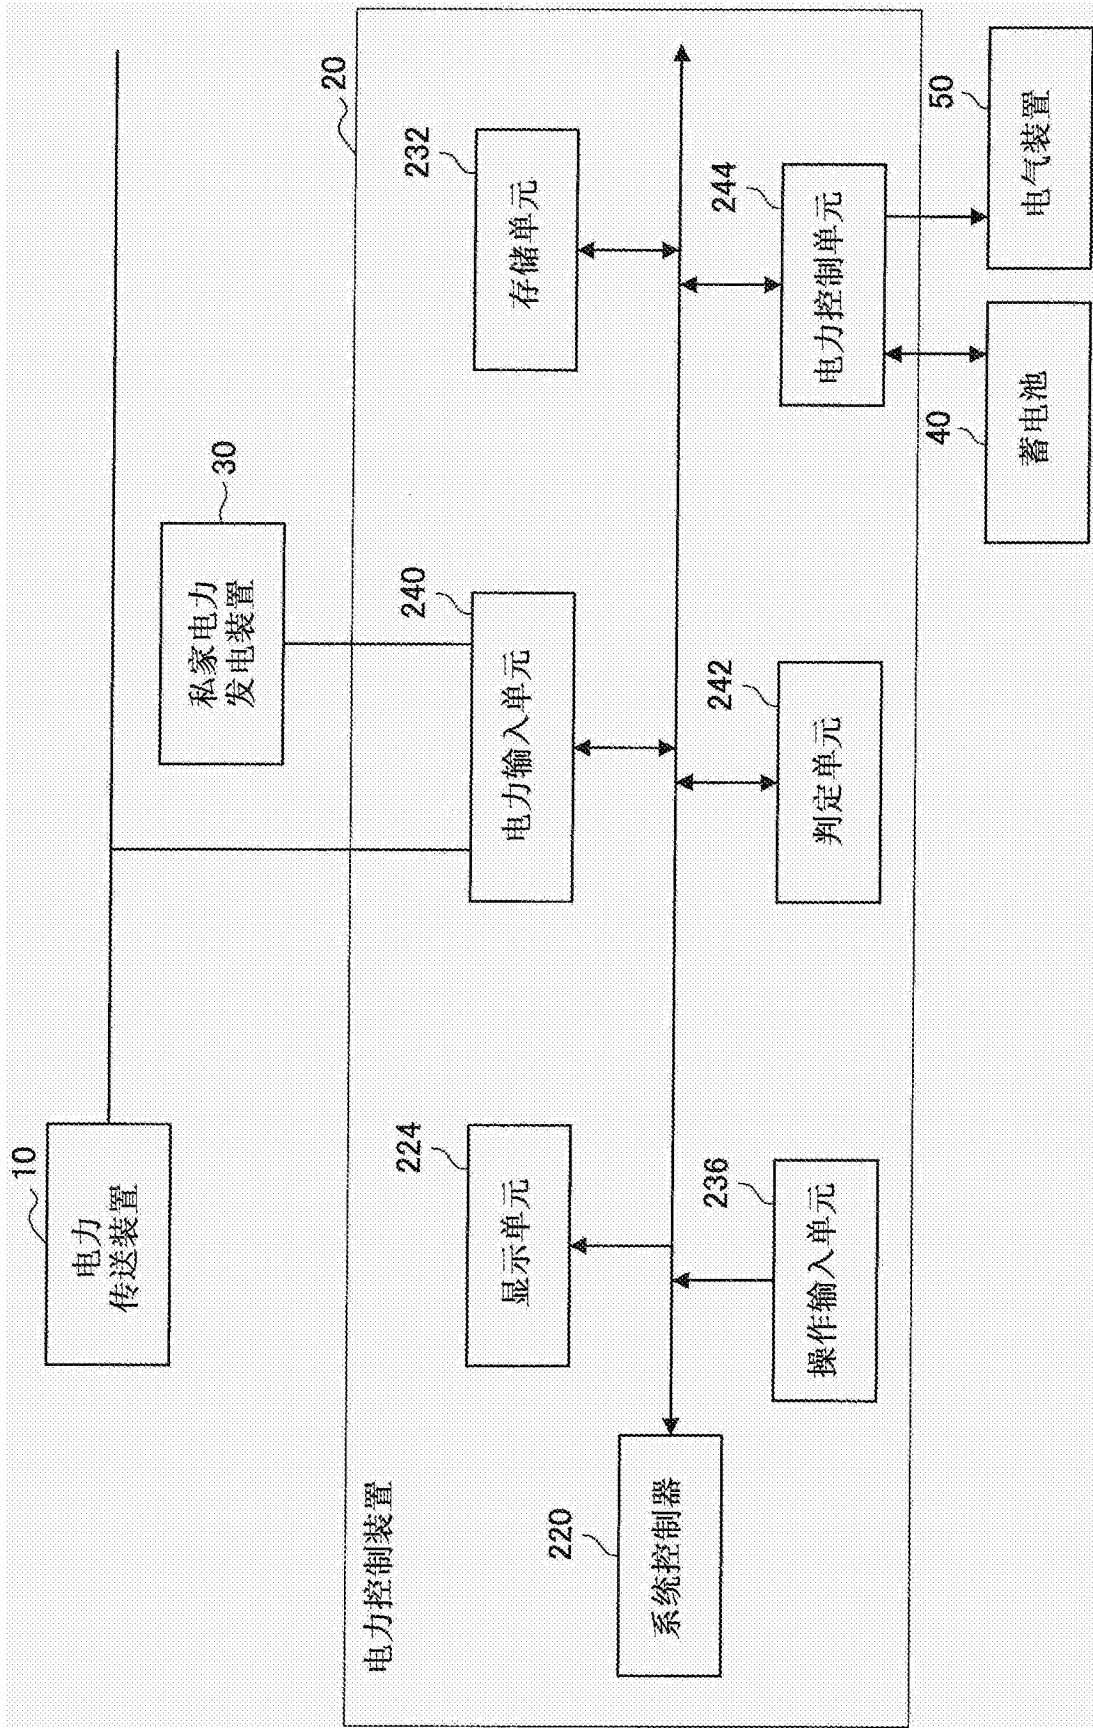 10
电力
传送装置
私家电力
发电装置
30
20
电力控制装置
显示单元
224
电力输入单元
240
存储单元
232
系统控制器
220
操作输入单元
236
判定单元
242
电力控制单元
244
蓄电池
40
电气装置
50